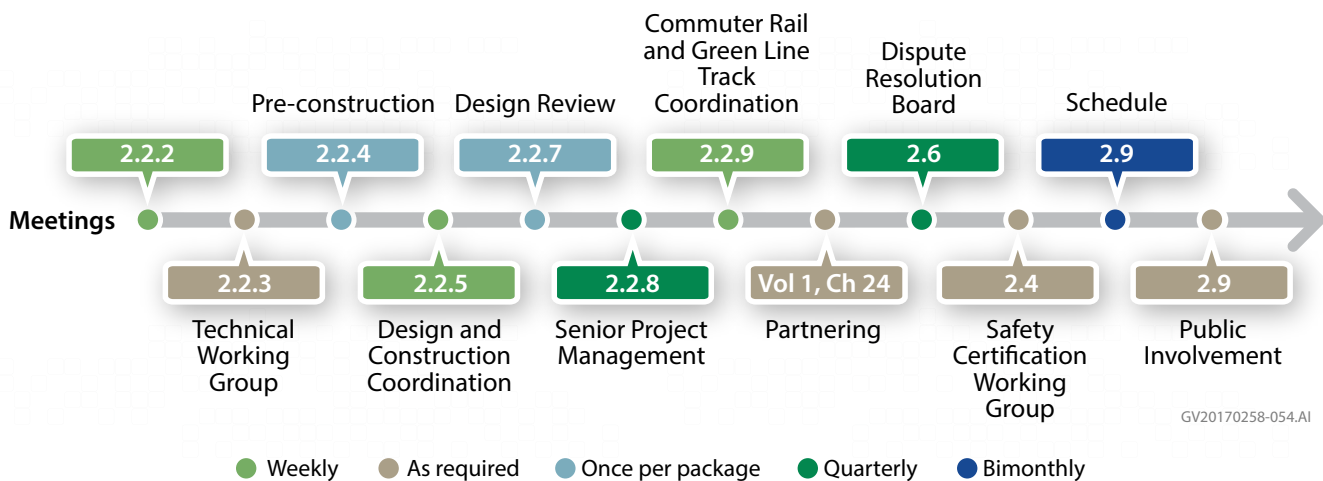 Commuter Rail
and Green Line
Track
Coordination
Dispute
Resolution
Board
Pre-construction
Design Review
Schedule
2.2.2
2.2.4
2.2.7
2.2.9
2.6
2.9
Meetings
2.2.3
2.2.5
2.2.8
Vol 1, Ch 24
2.4
2.9
Technical
Working
Group
Design and
Construction
Coordination
Senior Project
Management
Partnering
Safety
Certification
Working
Group
Public
Involvement
GV20170258-054.AI
Weekly
As required
Once per package
Quarterly
Bimonthly